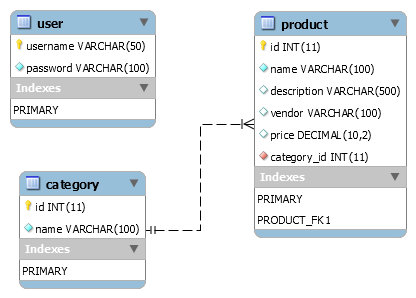 user
username VARCHAR(50)
password VARCHAR(100)
Indexes
PRIMARY
product
id INT(11)
name VARCHAR(100)
description VARCHAR(500)
vendor VARCHAR(100)
price DECIMAL(10,2)
category_id INT(11)
Indexes
PRIMARY
PRODUCT_FK1
category
id INT(11)
name VARCHAR(100)
Indexes
PRIMARY